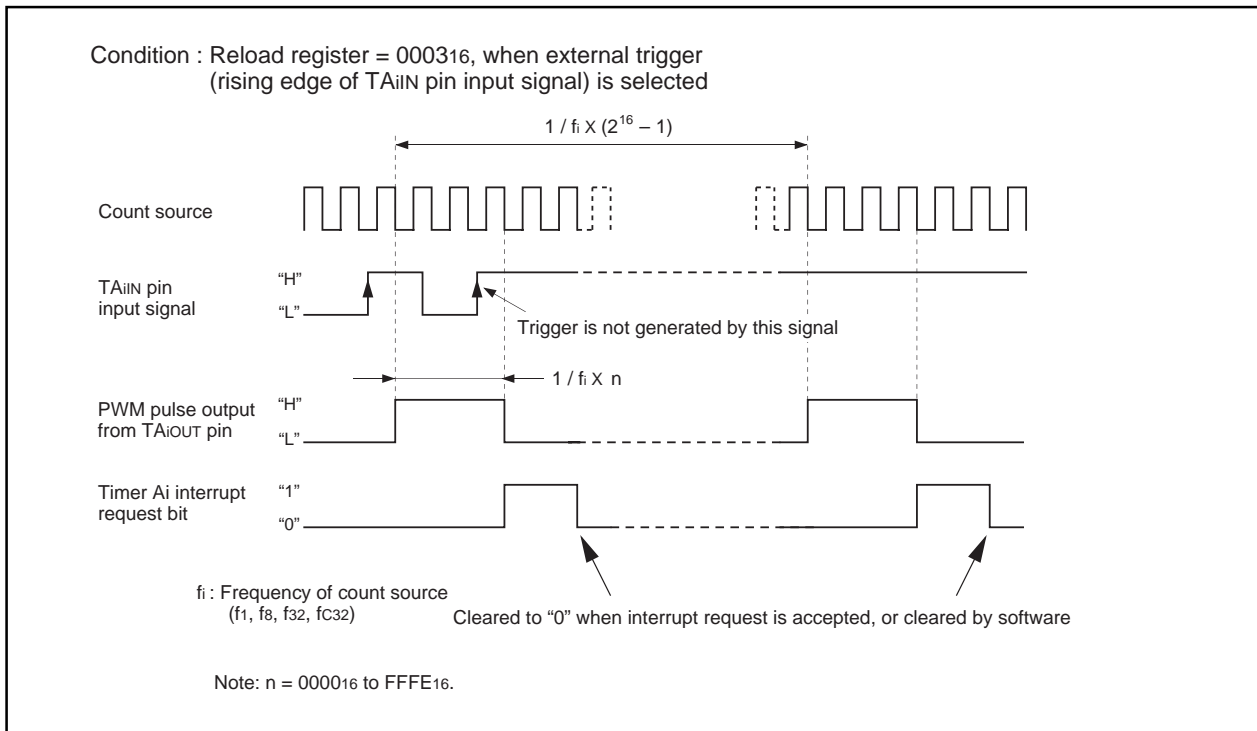 Condition : Reload register = 000316, when external trigger
(rising edge of TAiIN pin input signal) is selected
1 / fi X (2^16 – 1)
Count source
TAiIN pin
input signal
“H”
“L”
Trigger is not generated by this signal
1 / fi X n
PWM pulse output
from TAiOUT pin
“H”
“L”
Timer Ai interrupt
request bit
“1”
“0”
fi : Frequency of count source
(f1, f8, f32, fC32)
Cleared to “0” when interrupt request is accepted, or cleared by software
Note: n = 000016 to FFFE16.